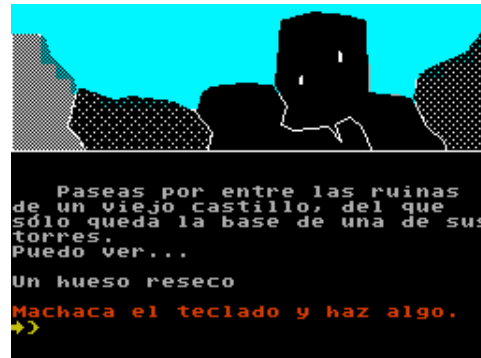 Paseas por entre las ruinas
de un viejo castillo, del que
sólo queda la base de una de sus
torres.
Puedo ver...
Un hueso reseco
Machaca el teclado y haz algo.